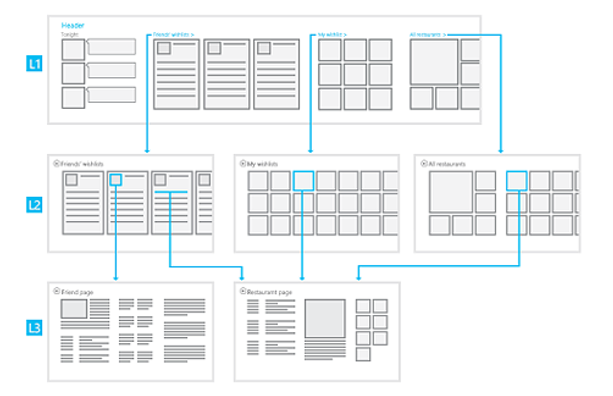 Header
Tonight
Friends' wishlists >
My wishlists >
All restaurants >
L1
Friends' wishlists
My wishlists
All restaurants
L2
Friend page
Restaurant page
L3